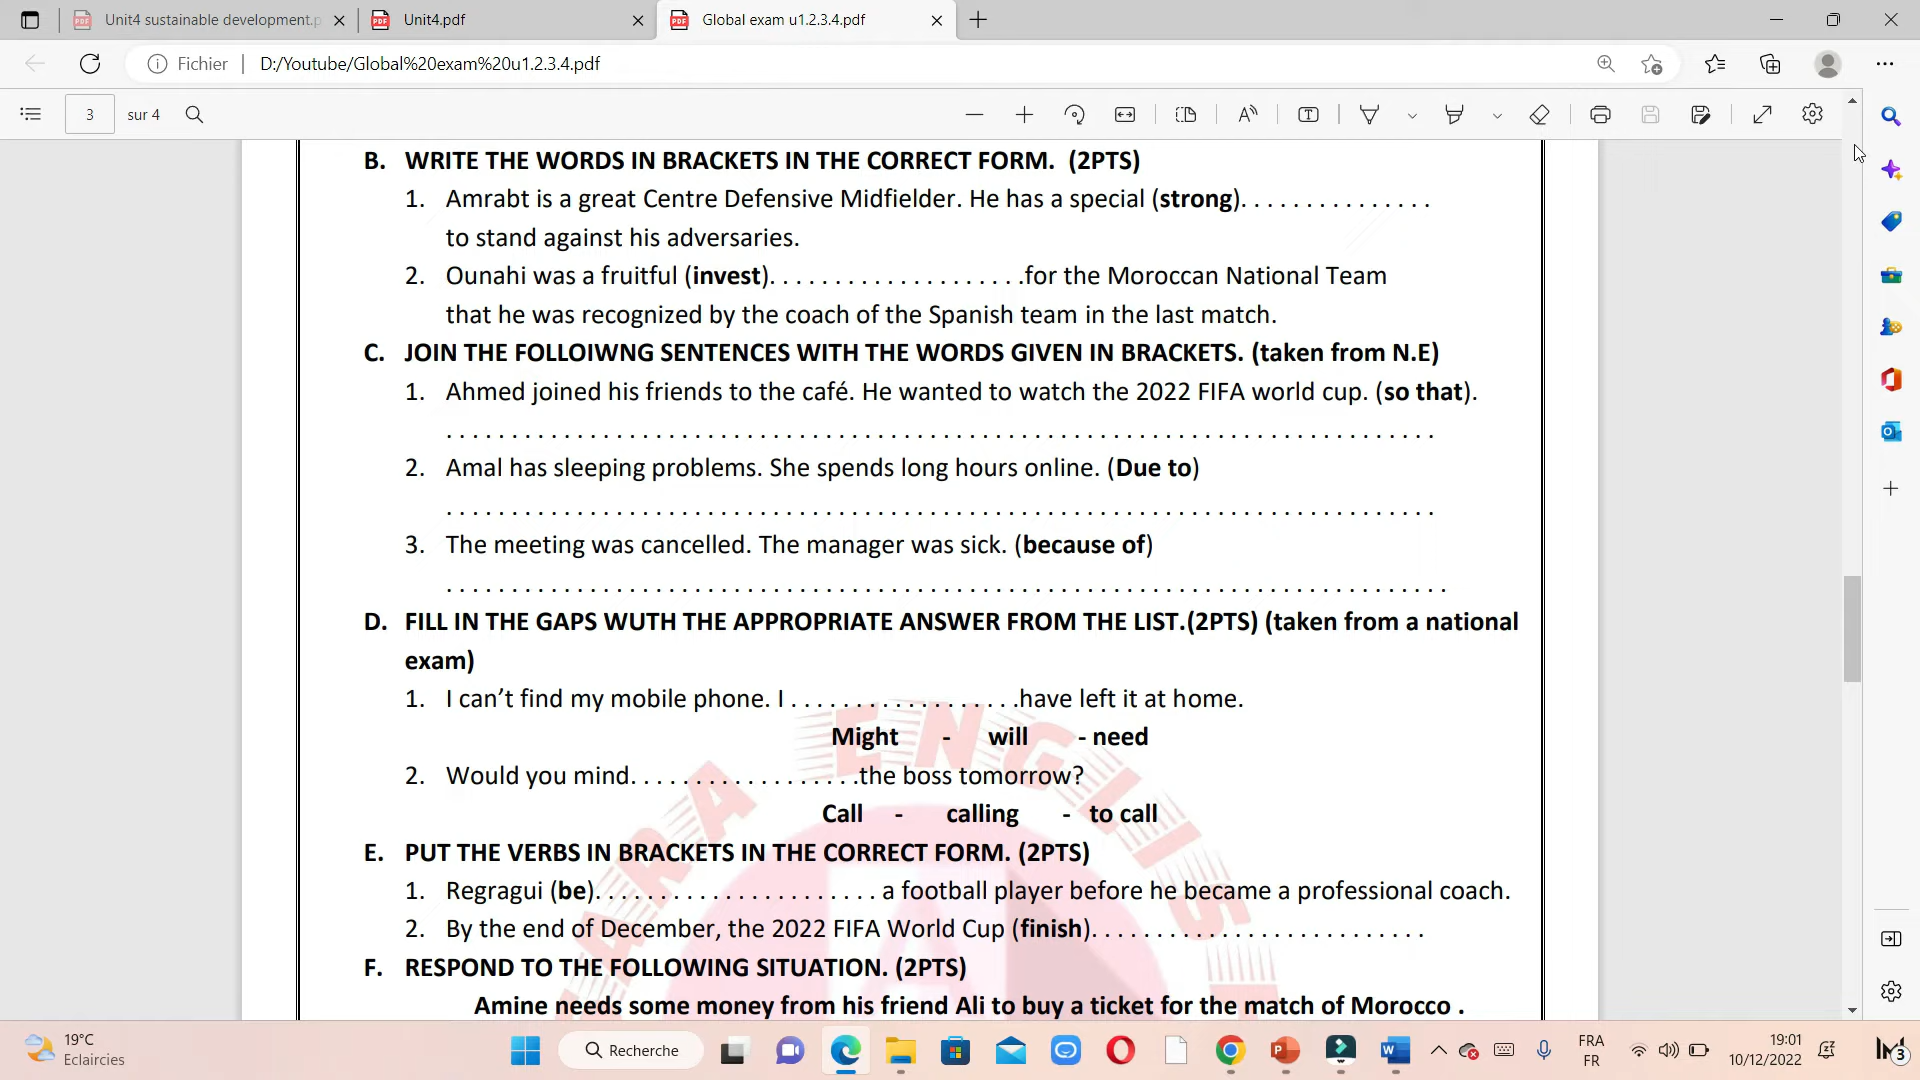 Unit4 sustainable development.p
Unit4.pdf
Global exam u1.2.3.4.pdf
Fichier
D:/Youtube/Global%20exam%20u1.2.3.4.pdf
3 sur 4
B. WRITE THE WORDS IN BRACKETS IN THE CORRECT FORM. (2PTS)
1. Amrabt is a great Centre Defensive Midfielder. He has a special (strong). . . . . . . . . . . . . . .
to stand against his adversaries.
2. Ounahi was a fruitful (invest). . . . . . . . . . . . . . . . . . . .for the Moroccan National Team
that he was recognized by the coach of the Spanish team in the last match.
C. JOIN THE FOLLOIWNG SENTENCES WITH THE WORDS GIVEN IN BRACKETS. (taken from N.E)
1. Ahmed joined his friends to the café. He wanted to watch the 2022 FIFA world cup. (so that).
. . . . . . . . . . . . . . . . . . . . . . . . . . . . . . . . . . . . . . . . . . . . . . . . . . . . . . . . . . . . . . . . . . . . . . . . . . . .
2. Amal has sleeping problems. She spends long hours online. (Due to)
. . . . . . . . . . . . . . . . . . . . . . . . . . . . . . . . . . . . . . . . . . . . . . . . . . . . . . . . . . . . . . . . . . . . . . . . . . . .
3. The meeting was cancelled. The manager was sick. (because of)
. . . . . . . . . . . . . . . . . . . . . . . . . . . . . . . . . . . . . . . . . . . . . . . . . . . . . . . . . . . . . . . . . . . . . . . . . . . . .
D. FILL IN THE GAPS WUTH THE APPROPRIATE ANSWER FROM THE LIST.(2PTS) (taken from a national
exam)
1. I can’t find my mobile phone. I . . . . . . . . . . . . . . . . . .have left it at home.
Might - will - need
2. Would you mind. . . . . . . . . . . . . . . . . .the boss tomorrow?
Call - calling - to call
E. PUT THE VERBS IN BRACKETS IN THE CORRECT FORM. (2PTS)
1. Regragui (be). . . . . . . . . . . . . . . . . . . . . . a football player before he became a professional coach.
2. By the end of December, the 2022 FIFA World Cup (finish). . . . . . . . . . . . . . . . . . . . . . . . . .
F. RESPOND TO THE FOLLOWING SITUATION. (2PTS)
Amine needs some money from his friend Ali to buy a ticket for the match of Morocco .
ARA ENGLIS
19°C
Eclaircies
Recherche
FRA
FR
19:01
10/12/2022
3